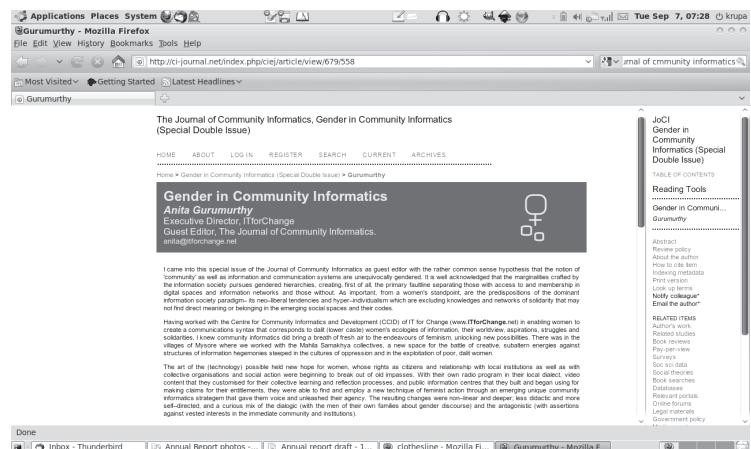 Applications Places System Tue Sep 7, 07:28 krupa
Gurumurthy - Mozilla Firefox
File Edit View History Bookmarks Tools Help
http://ci-journal.net/index.php/ciej/article/view/679/558 rnal of cmmunity informatics
Most Visited Getting Started Latest Headlines
Gurumurthy
The Journal of Community Informatics, Gender in Community Informatics
(Special Double Issue)
HOME ABOUT LOG IN REGISTER SEARCH CURRENT ARCHIVES
Home > Gender in Community Informatics (Special Double Issue) > Gurumurthy
Gender in Community Informatics
Anita Gurumurthy
Executive Director, ITforChange
Guest Editor, The Journal of Community Informatics.
anita@itforchange.net
I came into this special issue of the Journal of Community Informatics as guest editor with the rather common sense hypothesis that the notion of
'community' as well as information and communication systems are unequivocally gendered. It is well acknowledged that the marginalities crafted by
the information society pursues gendered hierarchies, creating, first of all, the primary faultline separating those with access to and membership in
digital spaces and information networks and those without. As important, from a women's standpoint, are the predispositions of the dominant
information society paradigm– its neo–liberal tendencies and hyper–individualism which are excluding knowledges and networks of solidarity that may
not find direct meaning or belonging in the emerging social spaces and their codes.
Having worked with the Centre for Community Informatics and Development (CCID) of IT for Change (www.ITforChange.net) in enabling women to
create a communications syntax that corresponds to dalit (lower caste) women's ecologies of information, their worldview, aspirations, struggles and
solidarities, I knew community informatics did bring a breath of fresh air to the endeavours of feminism, unlocking new possibilities. There was in the
villages of Mysore where we worked with the Mahila Samakhya collectives, a new space for the battle of creative, subaltern energies against
structures of information hegemonies steeped in the cultures of oppression and in the exploitation of poor, dalit women.
The art of the (technology) possible held new hope for women, whose rights as citizens and relationship with local institutions as well as with
collective organisations and social action were beginning to break out of old impasses. With their own radio program in their local dialect, video
content that they customised for their collective learning and reflection processes, and public information centres that they built and began using for
making claims for their entitlements, they were able to find and employ a new technique of feminist action through an emerging unique community
informatics stratregem that gave them voice and unleashed their agency. The resulting changes were non–linear and deeper; less didactic and more
self–directed; and a curious mix of the dialogic (with the men of their own families about gender discourse) and the antagonistic (with assertions
against vested interests in the immediate community and institutions).
JoCI
Gender in
Community
Informatics (Special
Double Issue)
TABLE OF CONTENTS
Reading Tools
Gender in Communi...
Gurumurthy
Abstract
Review policy
About the author
How to cite item
Indexing metadata
Print version
Look up terms
Notify colleague*
Email the author*
RELATED ITEMS
Author's work
Related studies
Book reviews
Pay-per-view
Surveys
Soc sci data
Social theories
Book searches
Databases
Relevant portals
Online forums
Legal materials
Government policy
Done
Inbox - Thunderbird Annual Report photos -... Annual report draft - 1... clothesline - Mozilla Fi... Gurumurthy - Mozilla F...